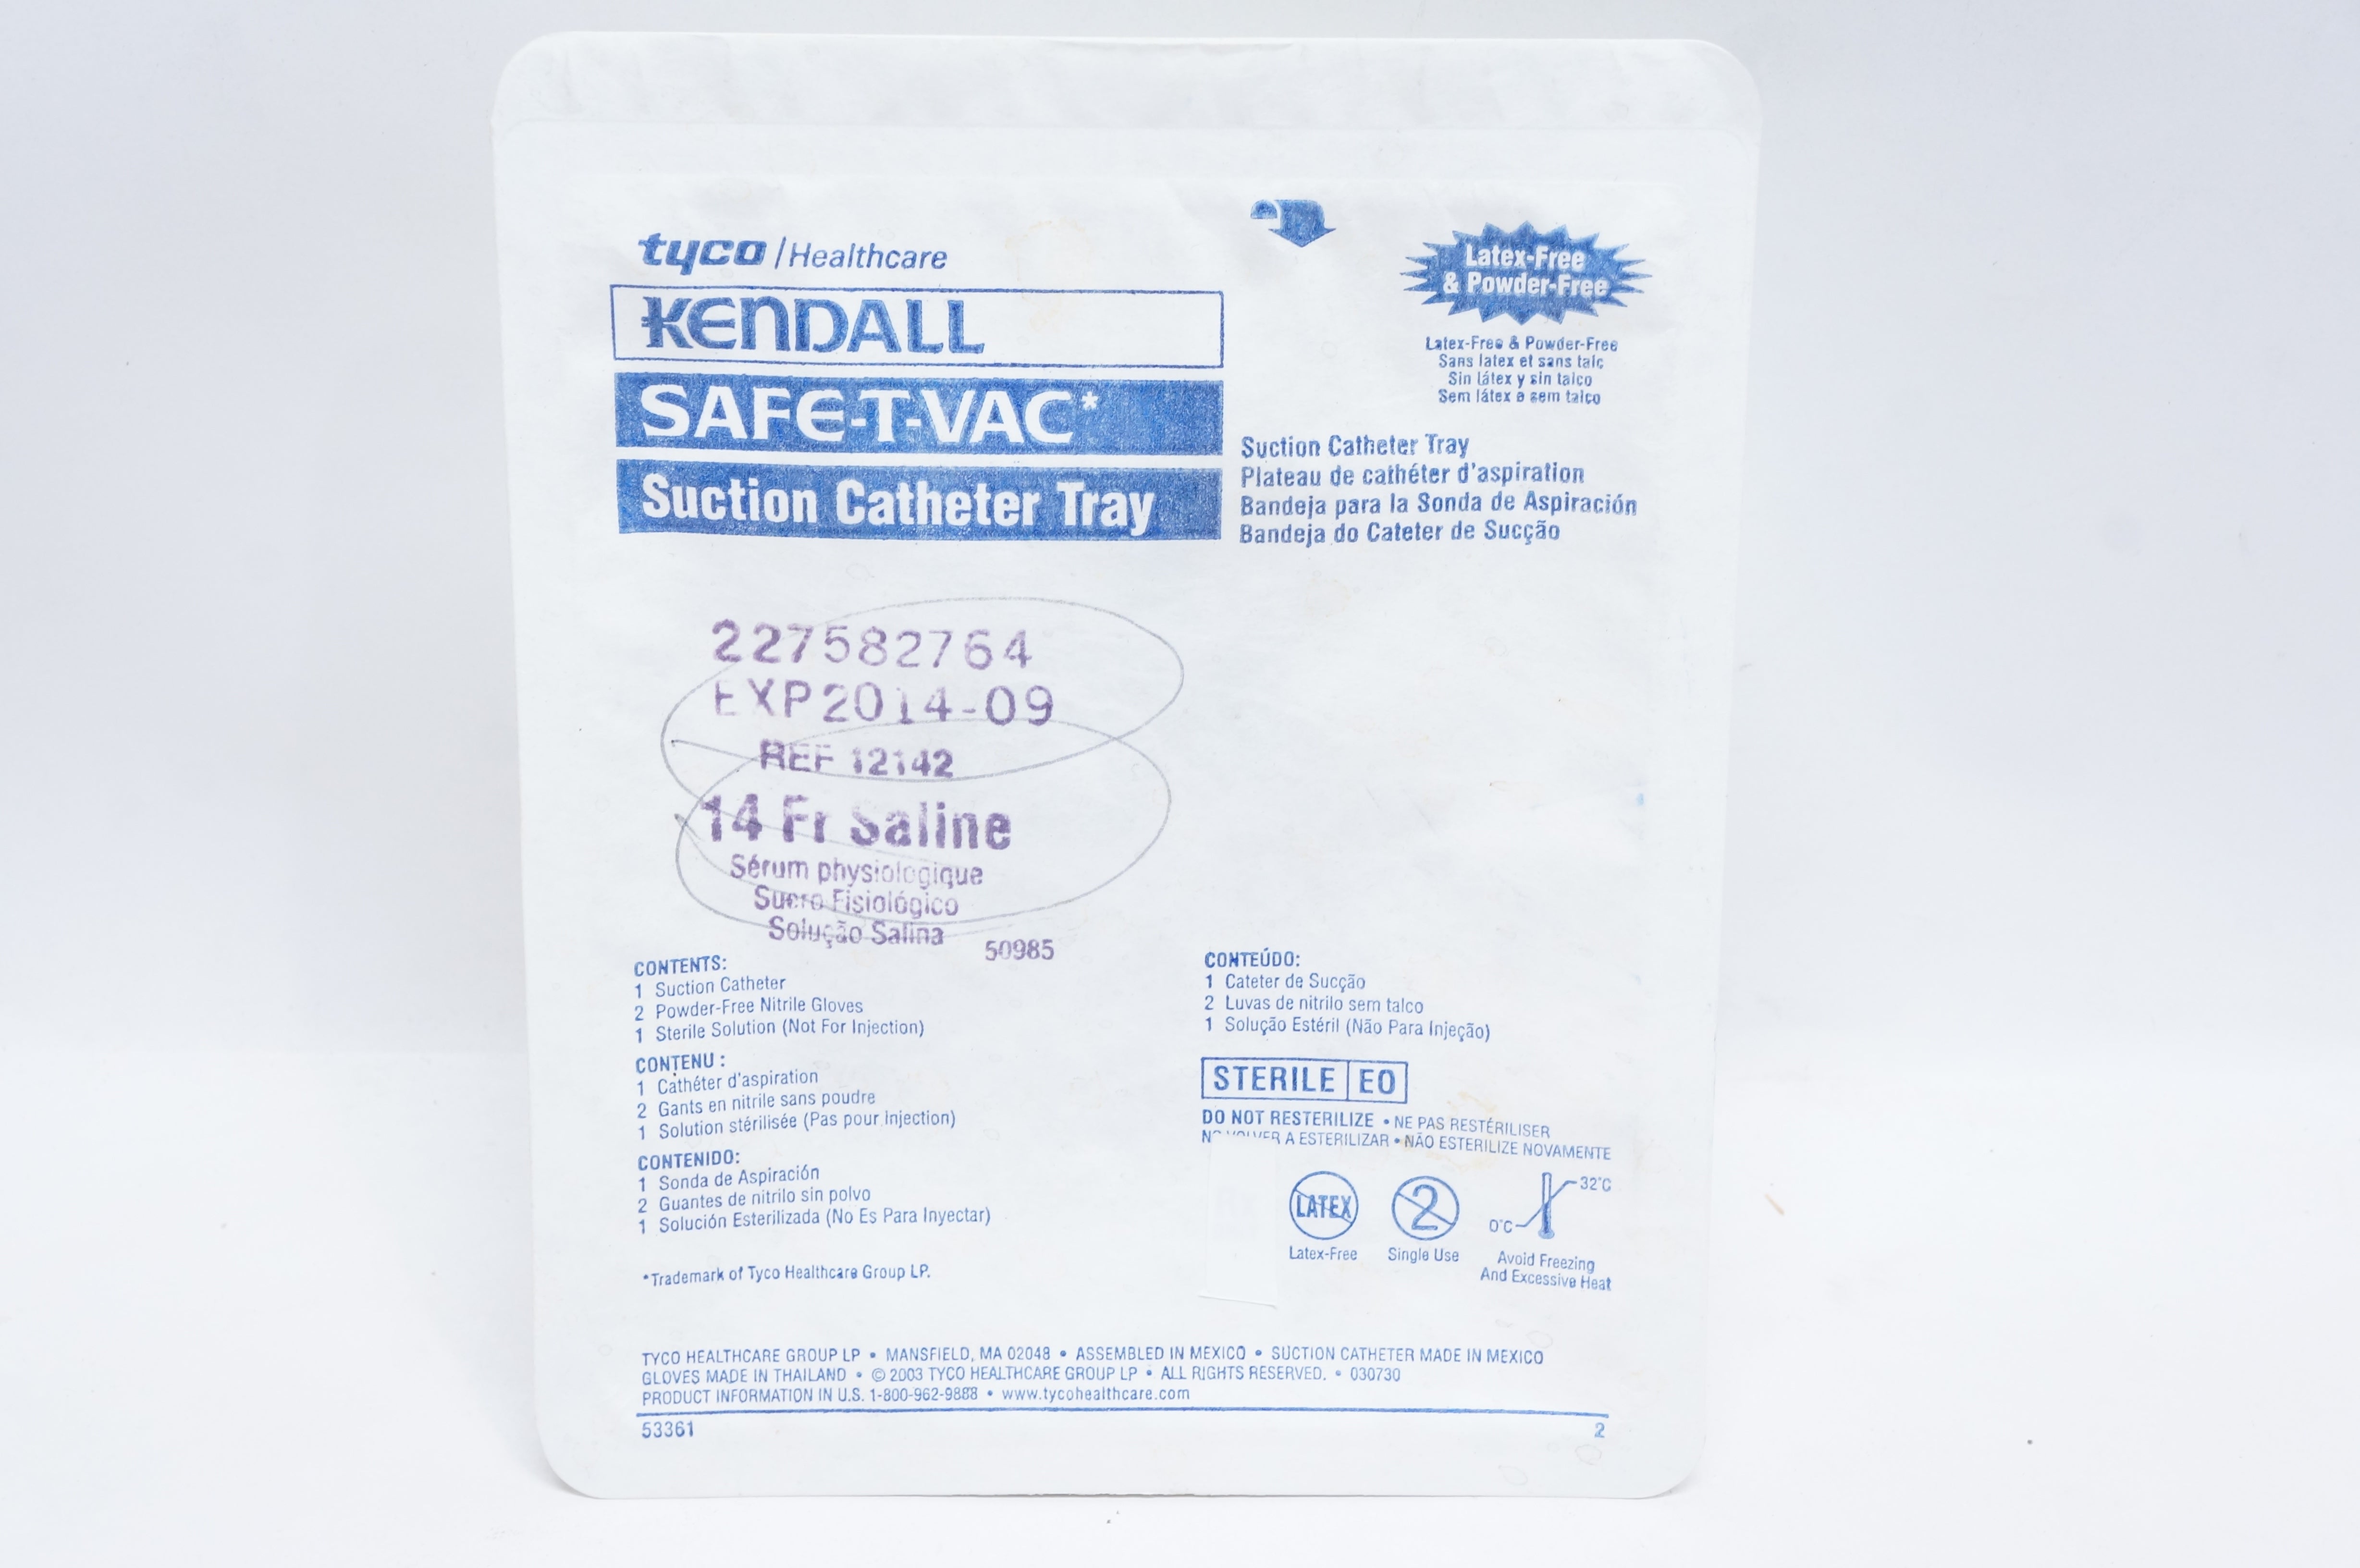 tyco / Healthcare
KENDALL
SAFE-T-VAC*
Suction Catheter Tray
Latex-Free
& Powder-Free
Latex-Free & Powder-Free
Sans latex et sans talc
Sin látex y sin talco
Sem látex e sem talco
Suction Catheter Tray
Plateau de cathéter d'aspiration
Bandeja para la Sonda de Aspiración
Bandeja do Cateter de Sucção
227582764
EXP2014-09
REF 12142
14 Fr Saline
Sérum physiologique
Suero Fisiológico
Solução Salina
50985
CONTENTS:
1 Suction Catheter
2 Powder-Free Nitrile Gloves
1 Sterile Solution (Not For Injection)
CONTENU :
1 Cathéter d'aspiration
2 Gants en nitrile sans poudre
1 Solution stérilisée (Pas pour Injection)
CONTENIDO:
1 Sonda de Aspiración
2 Guantes de nitrilo sin polvo
1 Solución Esterilizada (No Es Para Inyectar)
*Trademark of Tyco Healthcare Group LP.
CONTEÚDO:
1 Cateter de Sucção
2 Luvas de nitrilo sem talco
1 Solução Estéril (Não Para Injeção)
STERILE EO
DO NOT RESTERILIZE • NE PAS RESTÉRILISER
NO VOLVER A ESTERILIZAR • NÃO ESTERILIZE NOVAMENTE
LATEX
Latex-Free
2
Single Use
32°C
0°C
Avoid Freezing
And Excessive Heat
TYCO HEALTHCARE GROUP LP • MANSFIELD, MA 02048 • ASSEMBLED IN MEXICO • SUCTION CATHETER MADE IN MEXICO
GLOVES MADE IN THAILAND • © 2003 TYCO HEALTHCARE GROUP LP • ALL RIGHTS RESERVED. • 030730
PRODUCT INFORMATION IN U.S. 1-800-962-9888 • www.tycohealthcare.com
53361
2